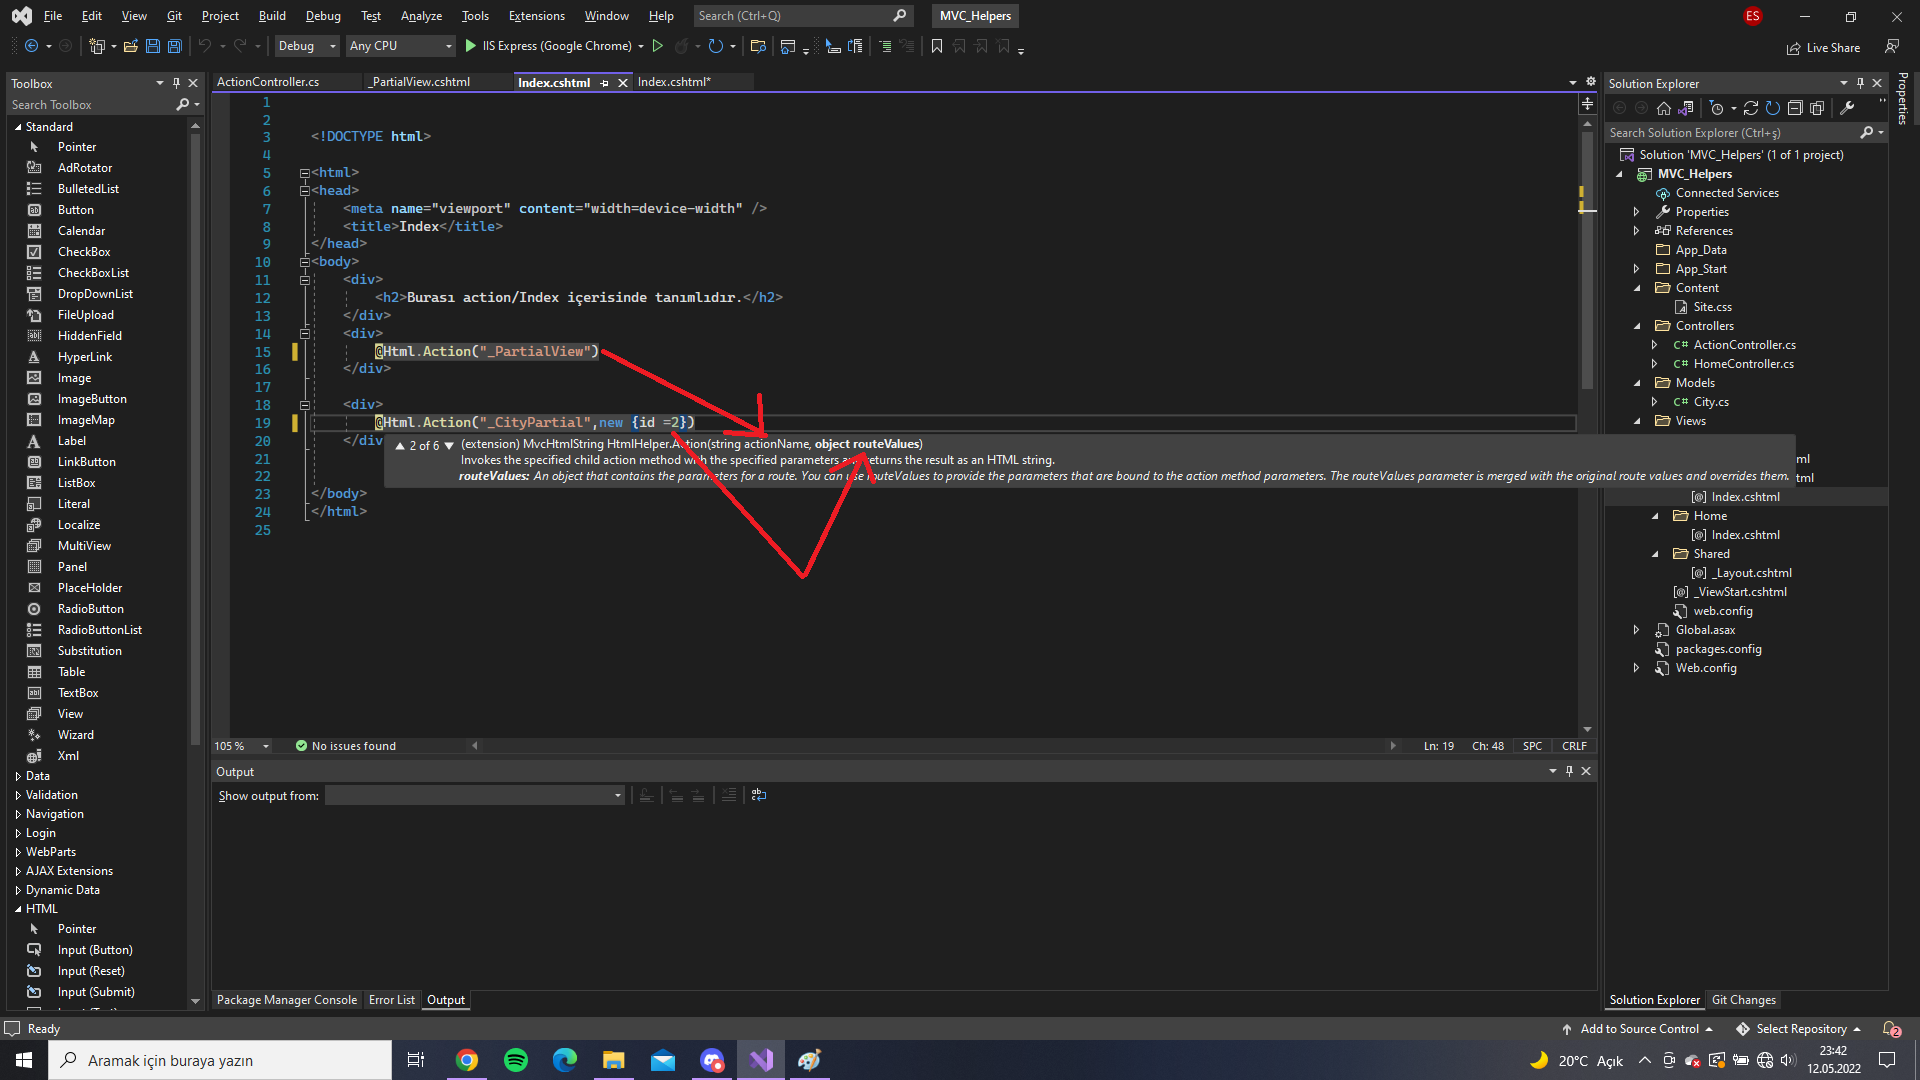 File Edit View Git Project Build Debug Test Analyze Tools Extensions Window Help Search (Ctrl+Q) MVC_Helpers ES
Debug Any CPU IIS Express (Google Chrome) Live Share
Toolbox
Search Toolbox
Standard
Pointer
AdRotator
BulletedList
Button
Calendar
CheckBox
CheckBoxList
DropDownList
FileUpload
HiddenField
HyperLink
Image
ImageButton
ImageMap
Label
LinkButton
ListBox
Literal
Localize
MultiView
Panel
PlaceHolder
RadioButton
RadioButtonList
Substitution
Table
TextBox
View
Wizard
Xml
Data
Validation
Navigation
Login
WebParts
AJAX Extensions
Dynamic Data
HTML
Pointer
Input (Button)
Input (Reset)
Input (Submit)
ActionController.cs _PartialView.cshtml Index.cshtml Index.cshtml*
1
2
3 <!DOCTYPE html>
4
5 <html>
6 <head>
7 <meta name="viewport" content="width=device-width" />
8 <title>Index</title>
9 </head>
10 <body>
11 <div>
12 <h2>Burası action/Index içerisinde tanımlıdır.</h2>
13 </div>
14 <div>
15 @Html.Action("_PartialView")
16 </div>
17
18 <div>
19 @Html.Action("_CityPartial",new {id =2})
20 </div
21
22
23 </body>
24 </html>
25
2 of 6 (extension) MvcHtmlString HtmlHelper.Action(string actionName, object routeValues)
Invokes the specified child action method with the specified parameters and returns the result as an HTML string.
routeValues: An object that contains the parameters for a route. You can use routeValues to provide the parameters that are bound to the action method parameters. The routeValues parameter is merged with the original route values and overrides them.
105 % No issues found Ln: 19 Ch: 48 SPC CRLF
Output
Show output from:
Package Manager Console Error List Output
Solution Explorer
Search Solution Explorer (Ctrl+ş)
Solution 'MVC_Helpers' (1 of 1 project)
MVC_Helpers
Connected Services
Properties
References
App_Data
App_Start
Content
Site.css
Controllers
C# ActionController.cs
C# HomeController.cs
Models
C# City.cs
Views
ml
html
Index.cshtml
Home
Index.cshtml
Shared
_Layout.cshtml
_ViewStart.cshtml
web.config
Global.asax
packages.config
Web.config
Solution Explorer Git Changes
Properties
Ready Add to Source Control Select Repository 2
Aramak için buraya yazın 20°C Açık 23:42
12.05.2022